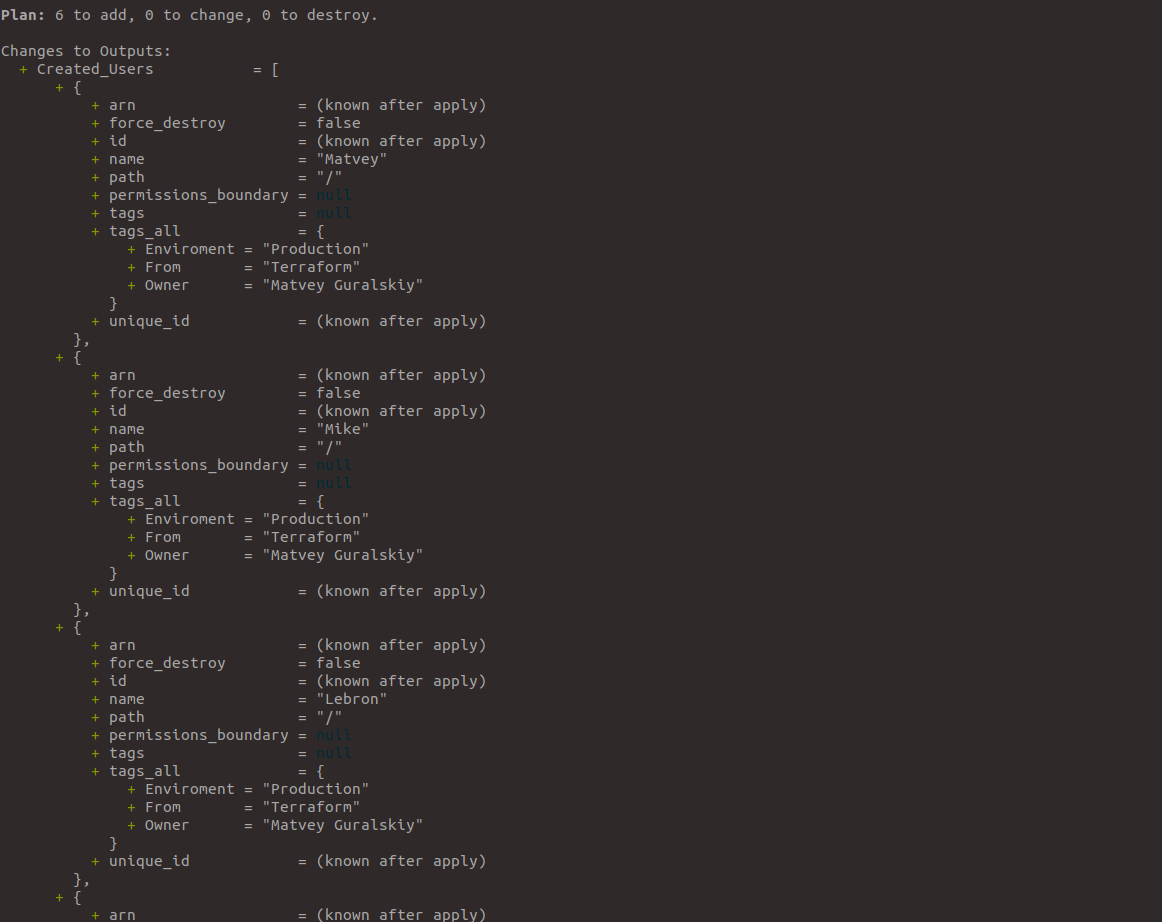 Plan: 6 to add, 0 to change, 0 to destroy.
Changes to Outputs:
+ Created_Users = [
+ {
+ arn = (known after apply)
+ force_destroy = false
+ id = (known after apply)
+ name = "Matvey"
+ path = "/"
+ permissions_boundary = null
+ tags = null
+ tags_all = {
+ Enviroment = "Production"
+ From = "Terraform"
+ Owner = "Matvey Guralskiy"
}
+ unique_id = (known after apply)
},
+ {
+ arn = (known after apply)
+ force_destroy = false
+ id = (known after apply)
+ name = "Mike"
+ path = "/"
+ permissions_boundary = null
+ tags = null
+ tags_all = {
+ Enviroment = "Production"
+ From = "Terraform"
+ Owner = "Matvey Guralskiy"
}
+ unique_id = (known after apply)
},
+ {
+ arn = (known after apply)
+ force_destroy = false
+ id = (known after apply)
+ name = "Lebron"
+ path = "/"
+ permissions_boundary = null
+ tags = null
+ tags_all = {
+ Enviroment = "Production"
+ From = "Terraform"
+ Owner = "Matvey Guralskiy"
}
+ unique_id = (known after apply)
},
+ {
+ arn = (known after apply)